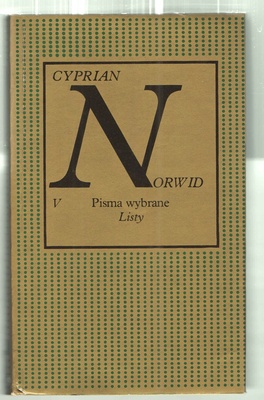 CYPRIAN
NORWID
V Pisma wybrane
Listy